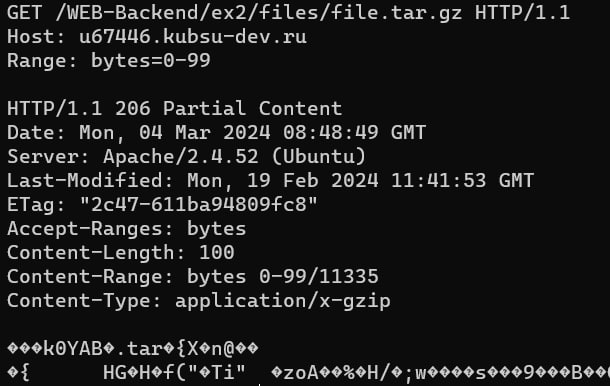 GET /WEB-Backend/ex2/files/file.tar.gz HTTP/1.1
Host: u67446.kubsu-dev.ru
Range: bytes=0-99

HTTP/1.1 206 Partial Content
Date: Mon, 04 Mar 2024 08:48:49 GMT
Server: Apache/2.4.52 (Ubuntu)
Last-Modified: Mon, 19 Feb 2024 11:41:53 GMT
ETag: "2c47-611ba94809fc8"
Accept-Ranges: bytes
Content-Length: 100
Content-Range: bytes 0-99/11335
Content-Type: application/x-gzip

���k0YAB�.tar�{X�n@��
�{ HG�H�f("�Ti" �zoA��%�H/�;w����s���9���B���